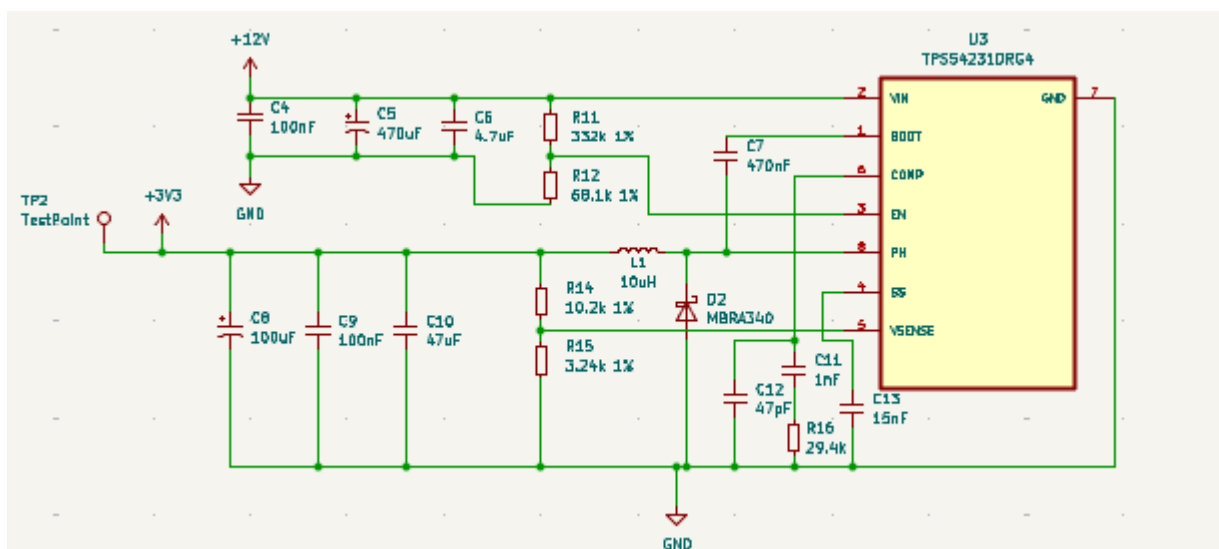 +12V
U3
TPS54231DRG4
C4
100nF
C5
470uF
C6
4.7uF
R11
332k 1%
R12
68.1k 1%
GND
C7
470nF
2
VIN
GND
7
1
BOOT
6
COMP
3
EN
8
PH
4
SS
5
VSENSE
TP2
TestPoint
+3V3
L1
10uH
R14
10.2k 1%
D2
MBRA340
C8
100uF
C9
100nF
C10
47uF
R15
3.24k 1%
C12
47pF
C11
1nF
C13
15nF
R16
29.4k
GND